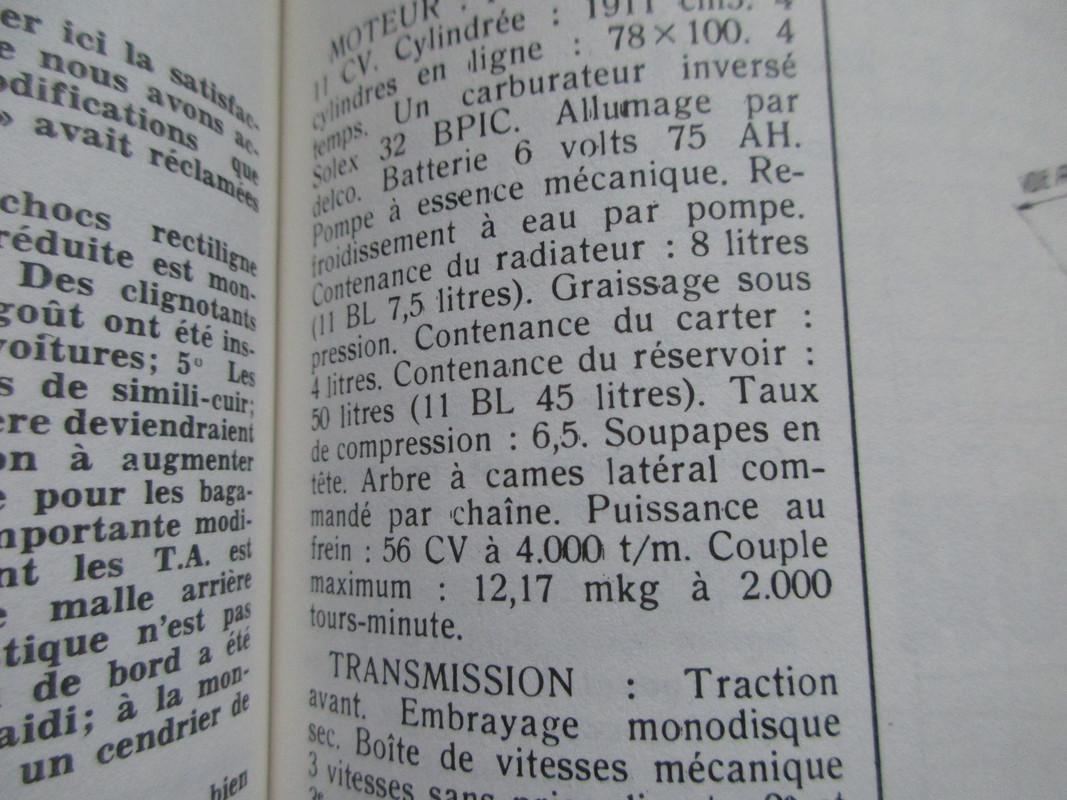 er ici la satisfac-
e nous avons ac-
odifications que
» avait réclamées
chocs rectiligne
réduite est mon-
Des clignotants
goût ont été ins-
voitures; 5° Les
s de simili-cuir;
ère deviendraient
on à augmenter
e pour les baga-
mportante modi-
nt les T.A. est
e malle arrière
tique n'est pas
de bord a été
aidi; à la mon-
un cendrier de
bien
MOTEUR :
11 CV. Cylindrée : 1911 cm3. 4
cylindres en ligne : 78 × 100. 4
temps. Un carburateur inversé
Solex 32 BPIC. Allumage par
delco. Batterie 6 volts 75 AH.
Pompe à essence mécanique. Re-
froidissement à eau par pompe.
Contenance du radiateur : 8 litres
(11 BL 7,5 litres). Graissage sous
pression. Contenance du carter :
4 litres. Contenance du réservoir :
50 litres (11 BL 45 litres). Taux
de compression : 6,5. Soupapes en
tête. Arbre à cames latéral com-
mandé par chaîne. Puissance au
frein : 56 CV à 4.000 t/m. Couple
maximum : 12,17 mkg à 2.000
tours-minute.
TRANSMISSION : Traction
avant. Embrayage monodisque
sec. Boîte de vitesses mécanique
3 vitesses sans